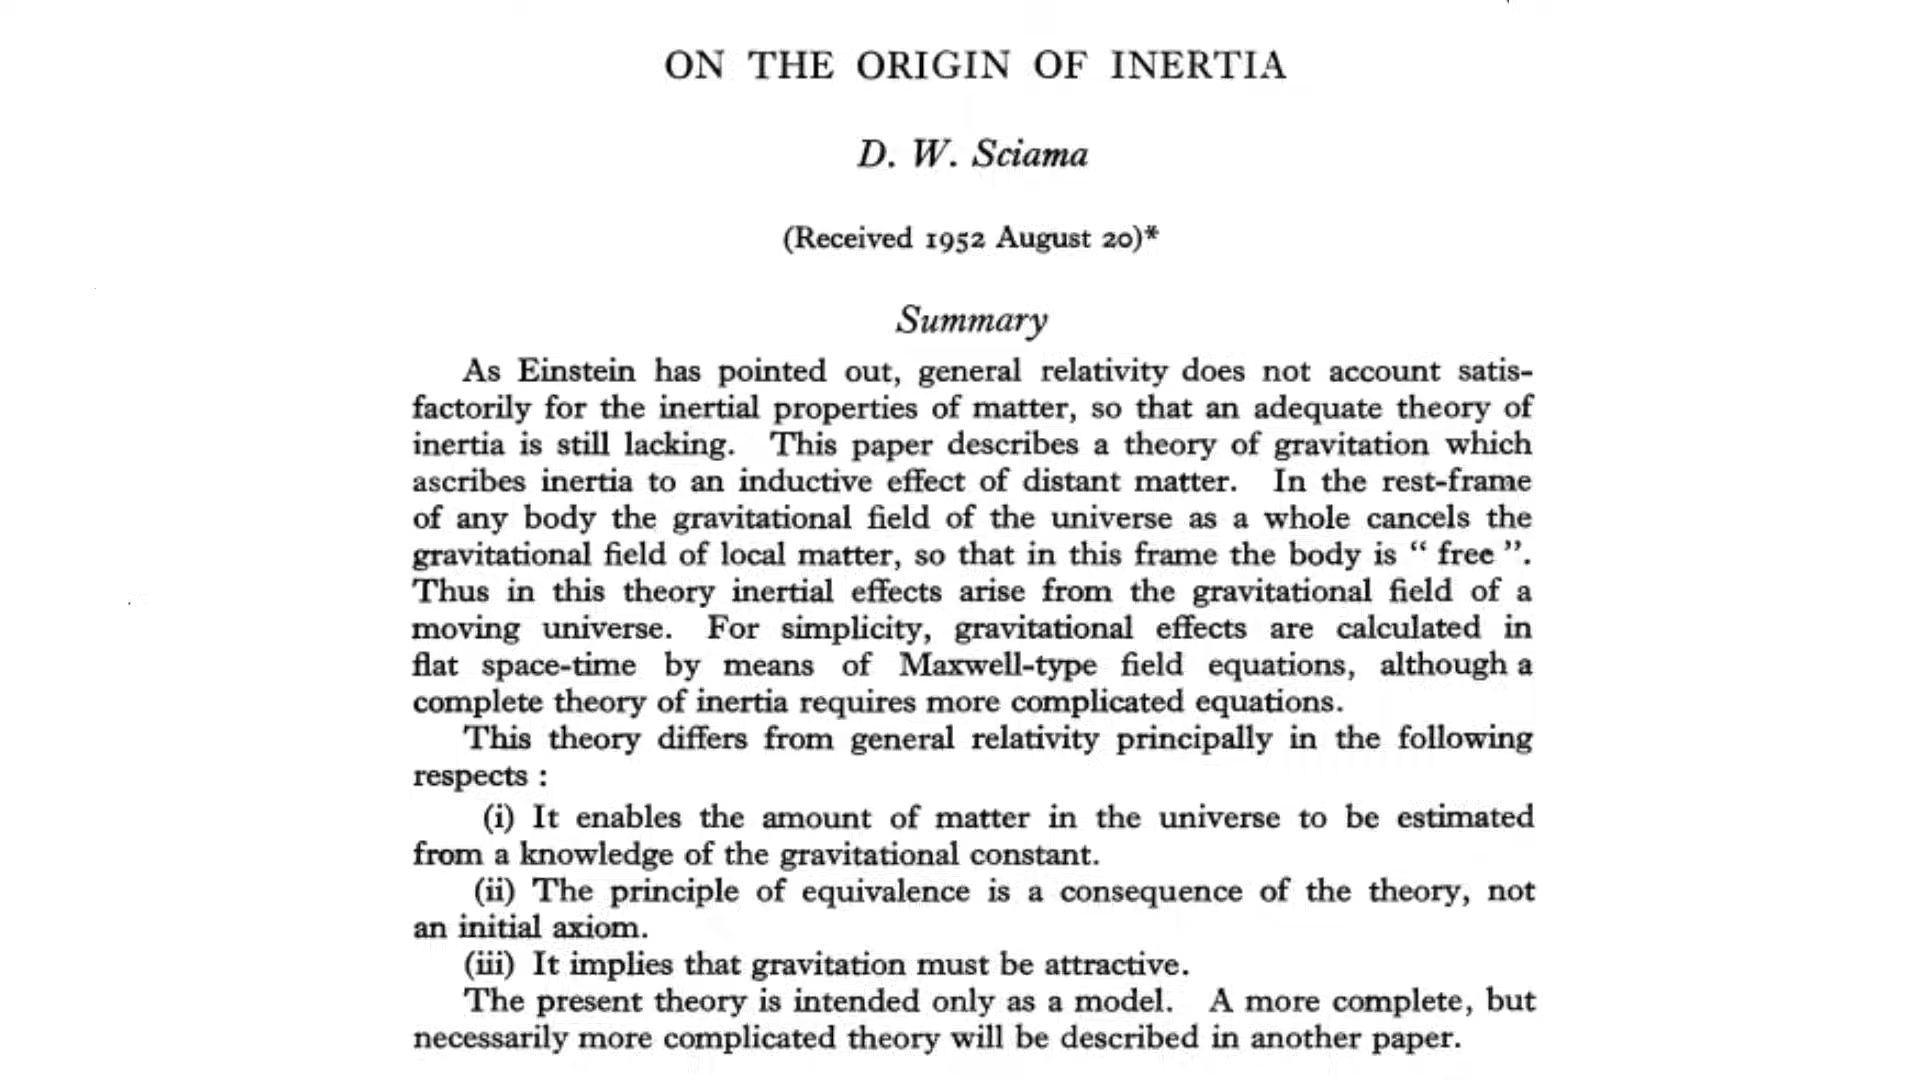 ON THE ORIGIN OF INERTIA
D. W. Sciama
(Received 1952 August 20)*
Summary
As Einstein has pointed out, general relativity does not account satis-
factorily for the inertial properties of matter, so that an adequate theory of
inertia is still lacking. This paper describes a theory of gravitation which
ascribes inertia to an inductive effect of distant matter. In the rest-frame
of any body the gravitational field of the universe as a whole cancels the
gravitational field of local matter, so that in this frame the body is “ free ”.
Thus in this theory inertial effects arise from the gravitational field of a
moving universe. For simplicity, gravitational effects are calculated in
flat space-time by means of Maxwell-type field equations, although a
complete theory of inertia requires more complicated equations.
This theory differs from general relativity principally in the following
respects :
(i) It enables the amount of matter in the universe to be estimated
from a knowledge of the gravitational constant.
(ii) The principle of equivalence is a consequence of the theory, not
an initial axiom.
(iii) It implies that gravitation must be attractive.
The present theory is intended only as a model. A more complete, but
necessarily more complicated theory will be described in another paper.